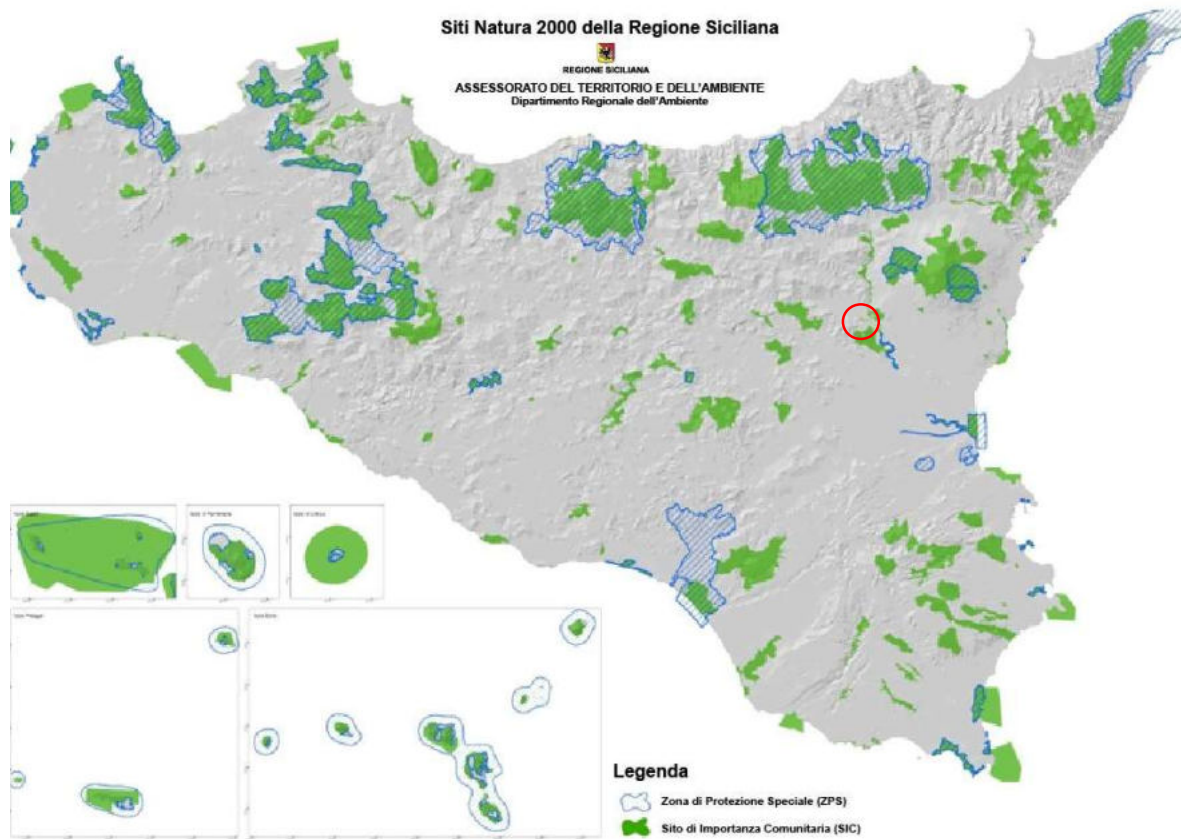 Siti Natura 2000 della Regione Siciliana
REGIONE SICILIANA
ASSESSORATO DEL TERRITORIO E DELL'AMBIENTE
Dipartimento Regionale dell'Ambiente
Legenda
Zona di Protezione Speciale (ZPS)
Sito di Importanza Comunitaria (SIC)